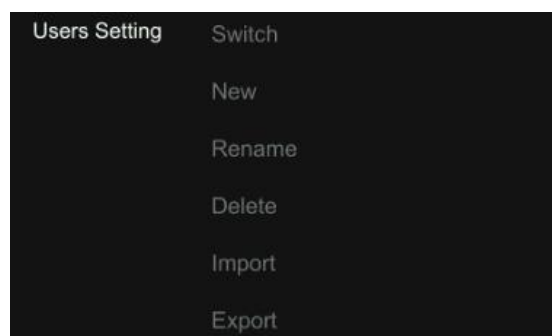 Users Setting Switch
New
Rename
Delete
Import
Export